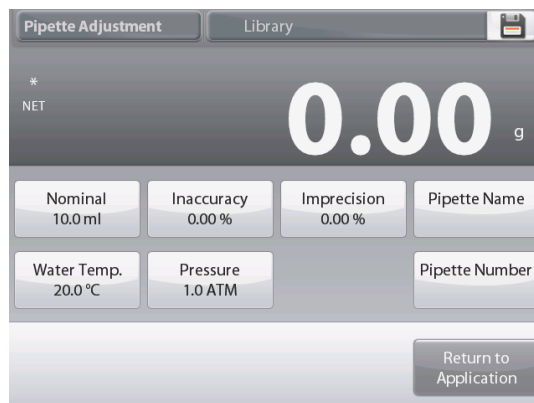 Pipette Adjustment
Library
*
NET
0.00 g
Nominal
10.0 ml
Inaccuracy
0.00 %
Imprecision
0.00 %
Pipette Name
Water Temp.
20.0 °C
Pressure
1.0 ATM
Pipette Number
Return to
Application